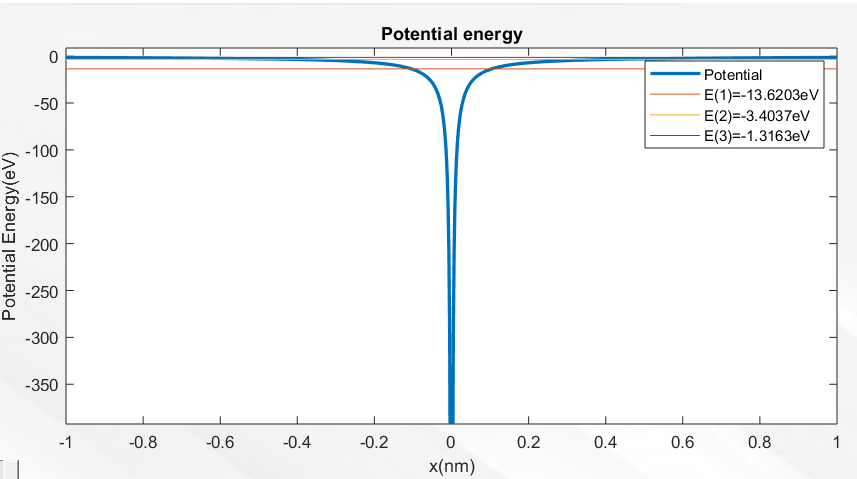 Potential energy
0
-50
-100
-150
-200
-250
-300
-350
Potential Energy(eV)
Potential
E(1)=-13.6203eV
E(2)=-3.4037eV
E(3)=-1.3163eV
-1 -0.8 -0.6 -0.4 -0.2 0 0.2 0.4 0.6 0.8 1
x(nm)